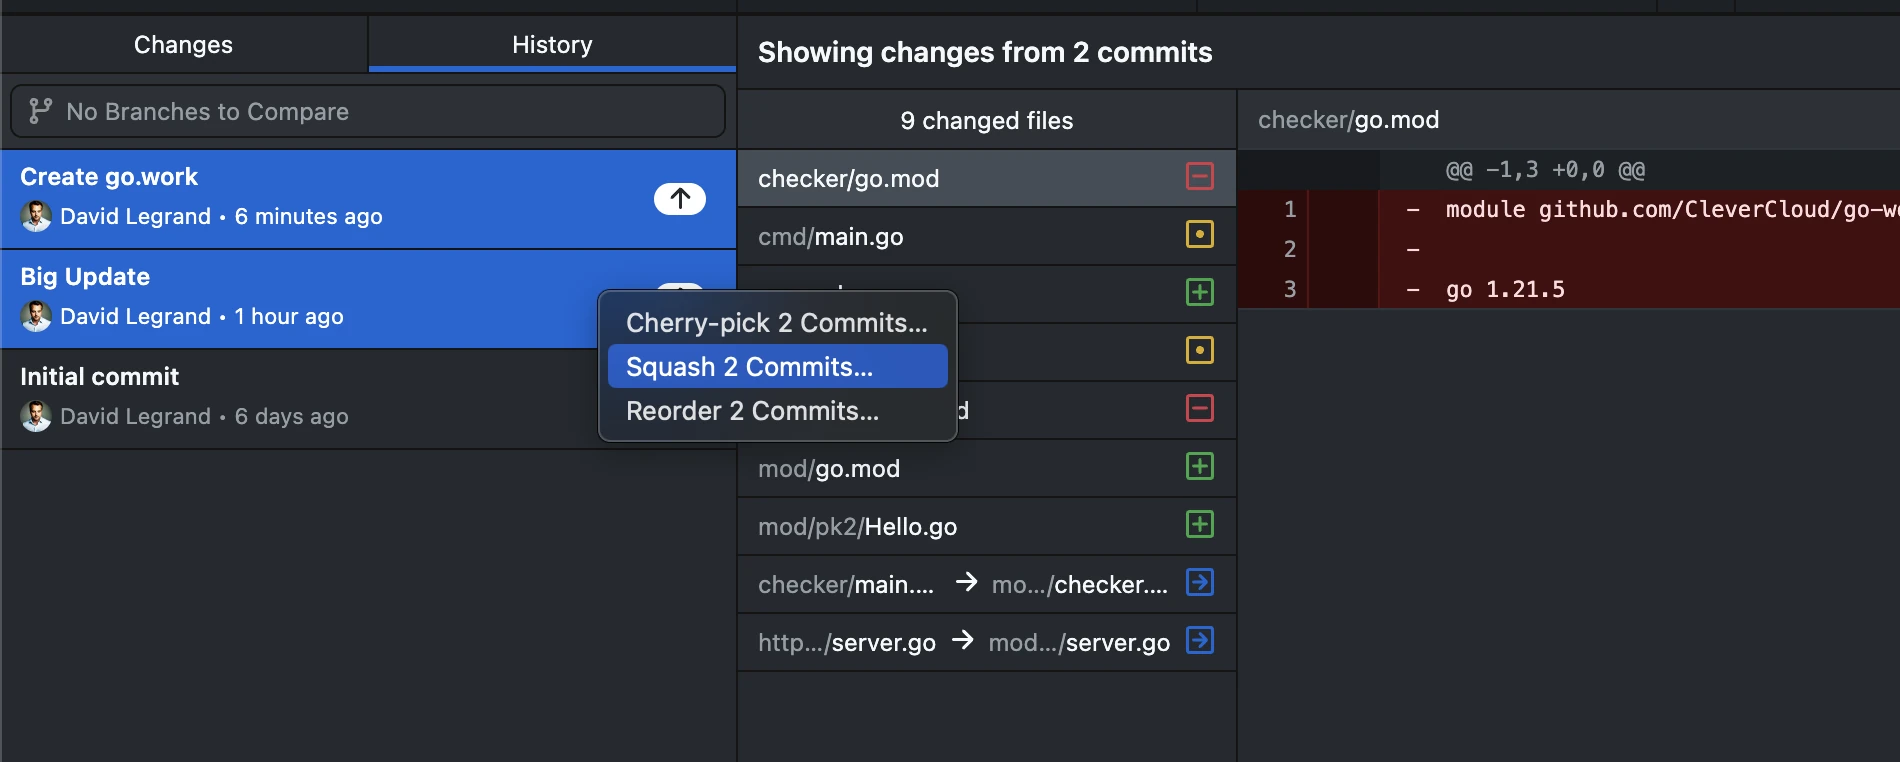 Changes
History
No Branches to Compare
Create go.work
David Legrand • 6 minutes ago
Big Update
David Legrand • 1 hour ago
Initial commit
David Legrand • 6 days ago
Cherry-pick 2 Commits...
Squash 2 Commits...
Reorder 2 Commits...
Showing changes from 2 commits
9 changed files
checker/go.mod
cmd/main.go
d
mod/go.mod
mod/pk2/Hello.go
checker/main.... → mo.../checker....
http.../server.go → mod.../server.go
checker/go.mod
@@ -1,3 +0,0 @@
1 - module github.com/CleverCloud/go-w
2 -
3 - go 1.21.5